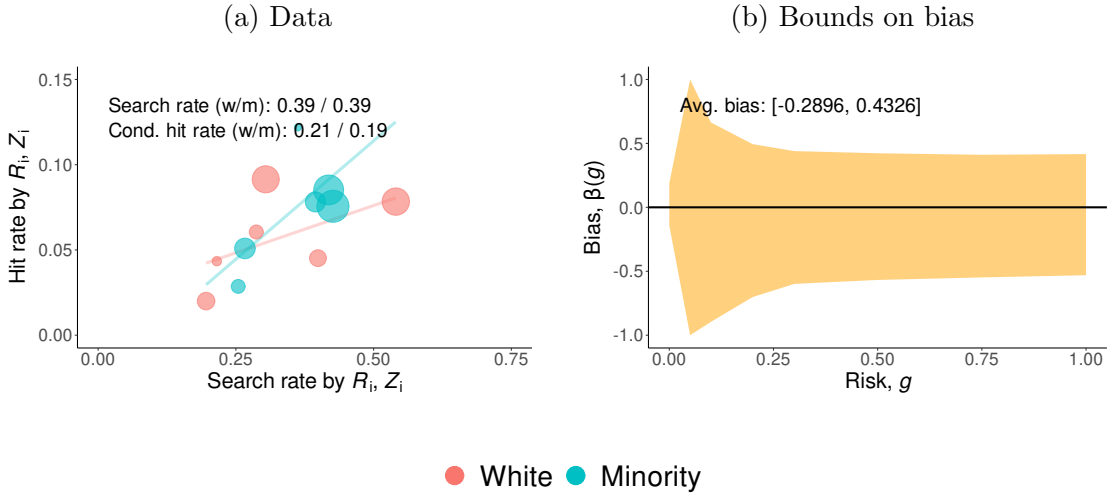 (a) Data
Search rate (w/m): 0.39 / 0.39
Cond. hit rate (w/m): 0.21 / 0.19
Hit rate by Ri, Zi
0.15
0.10
0.05
0.00
0.00 0.25 0.50 0.75
Search rate by Ri, Zi
(b) Bounds on bias
Avg. bias: [-0.2896, 0.4326]
Bias, β(g)
1.0
0.5
0.0
-0.5
-1.0
0.00 0.25 0.50 0.75 1.00
Risk, g
White Minority